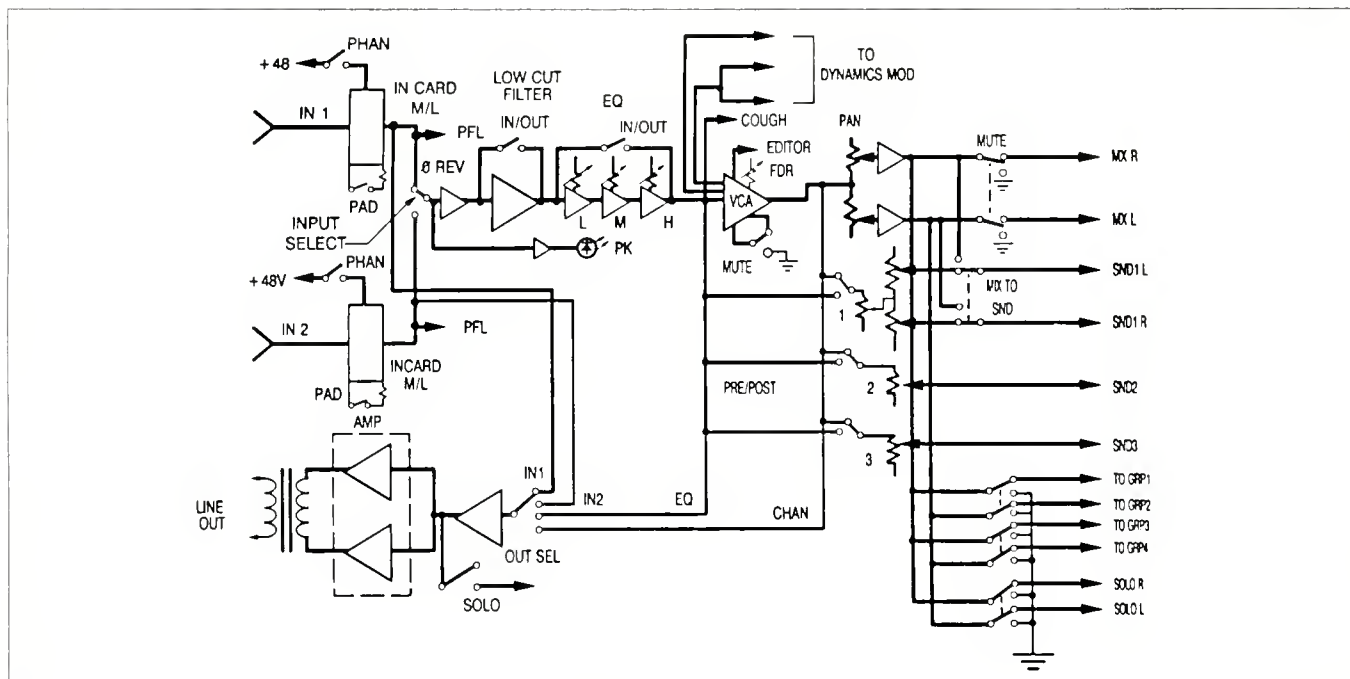 PHAN
+48
IN 1
IN CARD
M/L
PAD
PFL
Ø REV
LOW CUT
FILTER
IN/OUT
EQ
IN/OUT
L
M
H
INPUT
SELECT
PK
TO
DYNAMICS MOD
COUGH
EDITOR
FDR
VCA
MUTE
PAN
MUTE
MX R
MX L
SND1 L
MIX TO
SND
SND1 R
PHAN
+48V
IN 2
PFL
INCARD
M/L
PAD
1
PRE/POST
2
SND2
3
SND3
AMP
LINE
OUT
IN1
IN2
EQ
CHAN
OUT SEL
SOLO
TO GRP1
TO GRP2
TO GRP3
TO GRP4
SOLO R
SOLO L